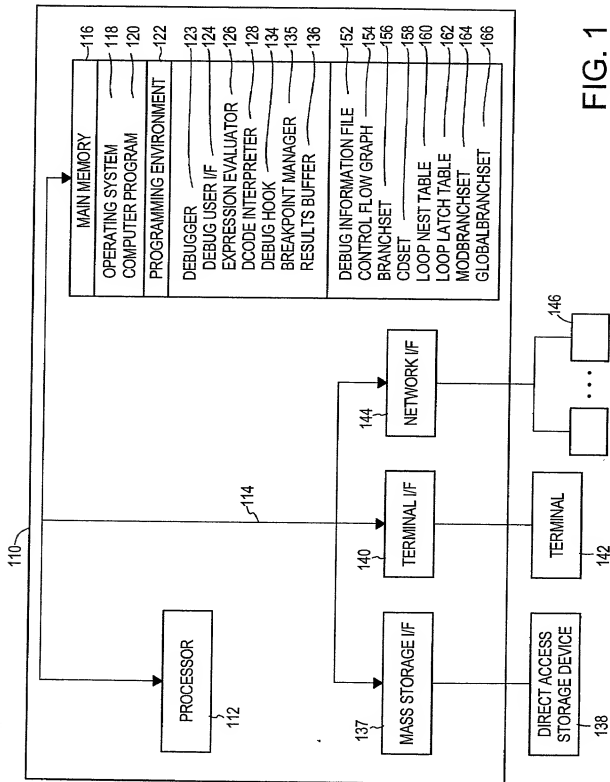 110
PROCESSOR
112
114
MAIN MEMORY 116
OPERATING SYSTEM 118
COMPUTER PROGRAM 120
PROGRAMMING ENVIRONMENT 122
DEBUGGER 123
DEBUG USER I/F 124
EXPRESSION EVALUATOR 126
DCODE INTERPRETER 128
DEBUG HOOK 134
BREAKPOINT MANAGER 135
RESULTS BUFFER 136
DEBUG INFORMATION FILE 152
CONTROL FLOW GRAPH 154
BRANCHSET 156
CDSET 158
LOOP NEST TABLE 160
LOOP LATCH TABLE 162
MODBRANCHSET 164
GLOBALBRANCHSET 166
137
MASS STORAGE I/F
140
TERMINAL I/F
144
NETWORK I/F
DIRECT ACCESS
STORAGE DEVICE
138
TERMINAL
142
146
FIG. 1